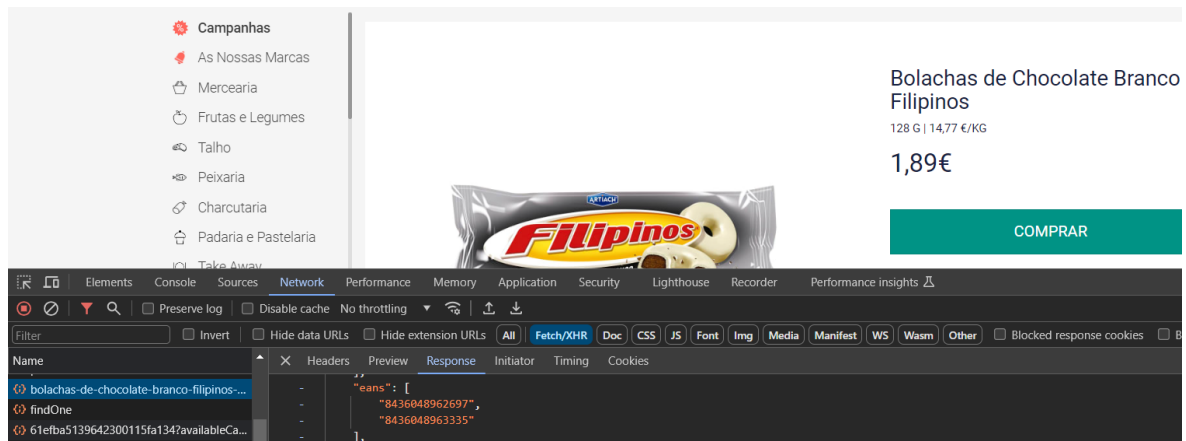 Campanhas
As Nossas Marcas
Mercearia
Frutas e Legumes
Talho
Peixaria
Charcutaria
Padaria e Pastelaria
Take Away
Bolachas de Chocolate Branco
Filipinos
128 G | 14,77 €/KG
1,89€
COMPRAR
ARTIACH
Filipinos
Elements Console Sources Network Performance Memory Application Security Lighthouse Recorder Performance insights
Preserve log Disable cache No throttling
Filter Invert Hide data URLs Hide extension URLs All Fetch/XHR Doc CSS JS Font Img Media Manifest WS Wasm Other Blocked response cookies B
Name Headers Preview Response Initiator Timing Cookies
],
bolachas-de-chocolate-branco-filipinos-... - "eans": [
findOne - "8436048962697",
- "8436048963335"
61efba5139642300115fa134?availableCa... - ],